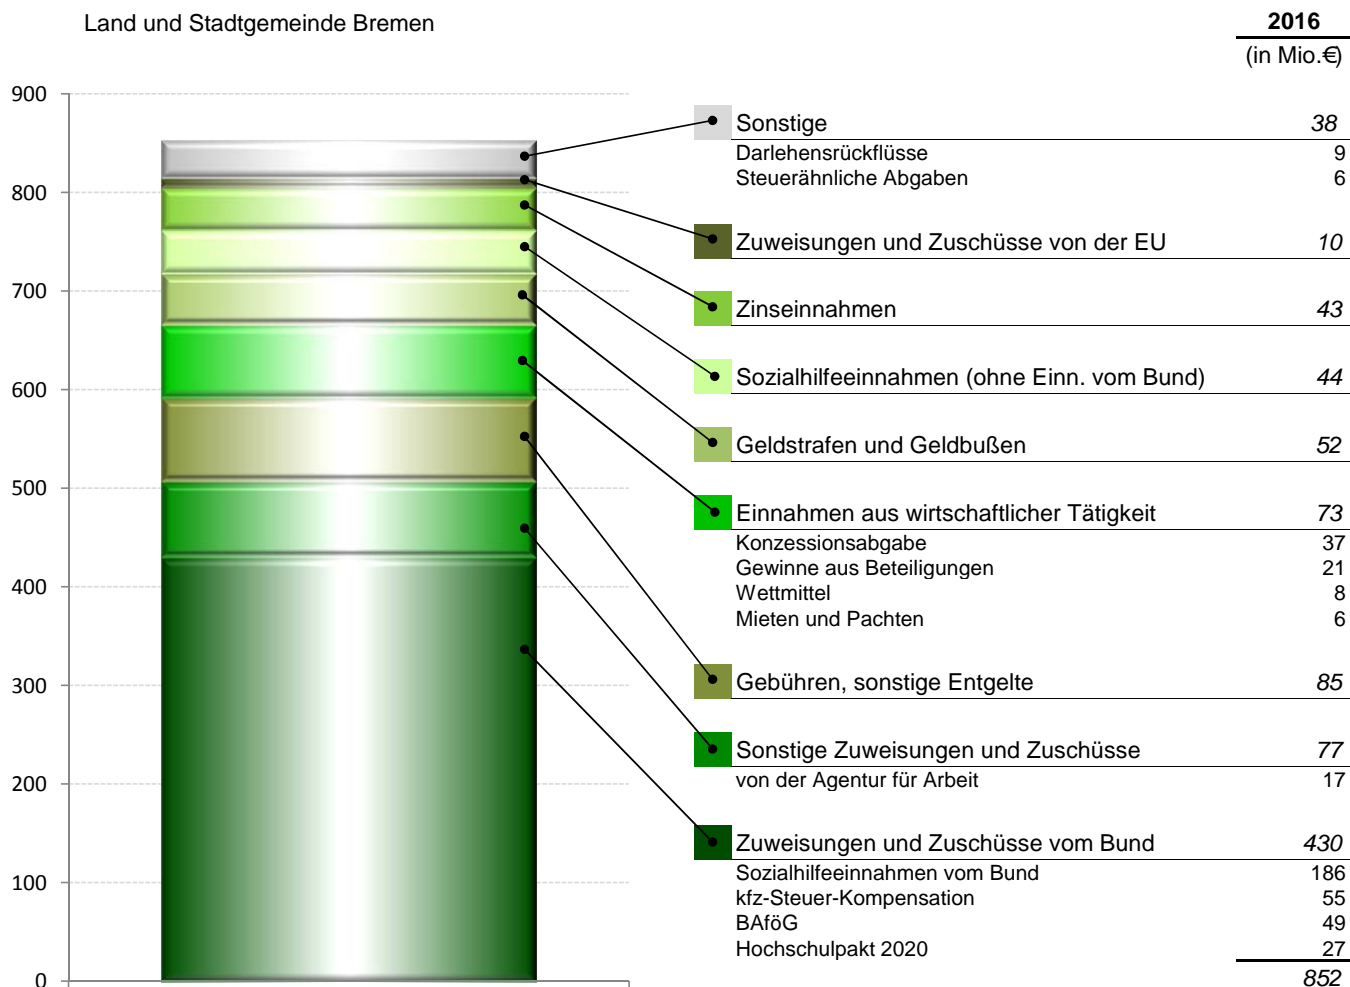 Land und Stadtgemeinde Bremen
2016
(in Mio.€)
900
800
700
600
500
400
300
200
100
0
Sonstige 38
Darlehensrückflüsse 9
Steuerähnliche Abgaben 6
Zuweisungen und Zuschüsse von der EU 10
Zinseinnahmen 43
Sozialhilfeeinnahmen (ohne Einn. vom Bund) 44
Geldstrafen und Geldbußen 52
Einnahmen aus wirtschaftlicher Tätigkeit 73
Konzessionsabgabe 37
Gewinne aus Beteiligungen 21
Wettmittel 8
Mieten und Pachten 6
Gebühren, sonstige Entgelte 85
Sonstige Zuweisungen und Zuschüsse 77
von der Agentur für Arbeit 17
Zuweisungen und Zuschüsse vom Bund 430
Sozialhilfeeinnahmen vom Bund 186
kfz-Steuer-Kompensation 55
BAföG 49
Hochschulpakt 2020 27
852